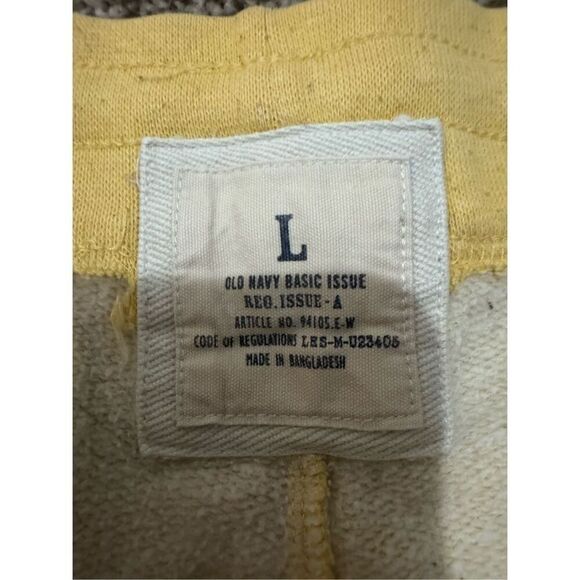 L
OLD NAVY BASIC ISSUE
REG.ISSUE-A
ARTICLE NO. 94105.E-W
CODE OF REGULATIONS LHS-M-U23405
MADE IN BANGLADESH